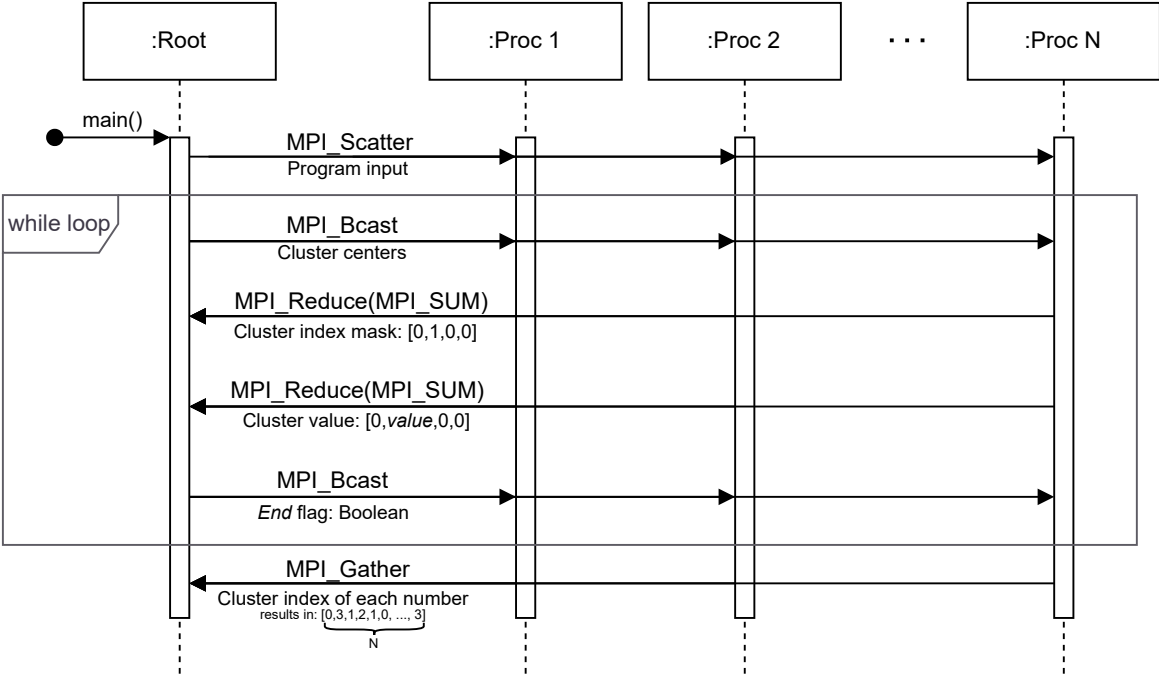 :Root
:Proc 1
:Proc 2
. . .
:Proc N
main()
MPI_Scatter
Program input
while loop
MPI_Bcast
Cluster centers
MPI_Reduce(MPI_SUM)
Cluster index mask: [0,1,0,0]
MPI_Reduce(MPI_SUM)
Cluster value: [0,value,0,0]
MPI_Bcast
End flag: Boolean
MPI_Gather
Cluster index of each number
results in: [0,3,1,2,1,0, ..., 3]
N